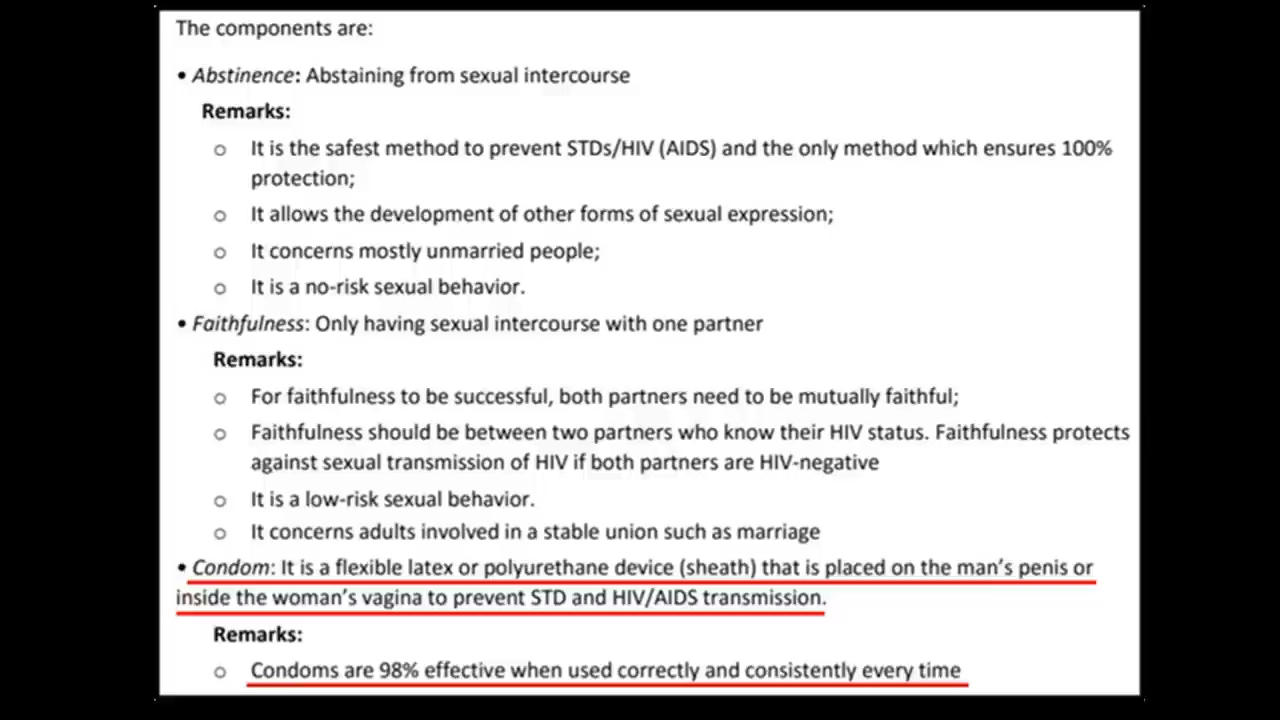 The components are:
• Abstinence: Abstaining from sexual intercourse
Remarks:
o It is the safest method to prevent STDs/HIV (AIDS) and the only method which ensures 100%
protection;
o It allows the development of other forms of sexual expression;
o It concerns mostly unmarried people;
o It is a no-risk sexual behavior.
• Faithfulness: Only having sexual intercourse with one partner
Remarks:
o For faithfulness to be successful, both partners need to be mutually faithful;
o Faithfulness should be between two partners who know their HIV status. Faithfulness protects
against sexual transmission of HIV if both partners are HIV-negative
o It is a low-risk sexual behavior.
o It concerns adults involved in a stable union such as marriage
• Condom: It is a flexible latex or polyurethane device (sheath) that is placed on the man's penis or
inside the woman's vagina to prevent STD and HIV/AIDS transmission.
Remarks:
o Condoms are 98% effective when used correctly and consistently every time